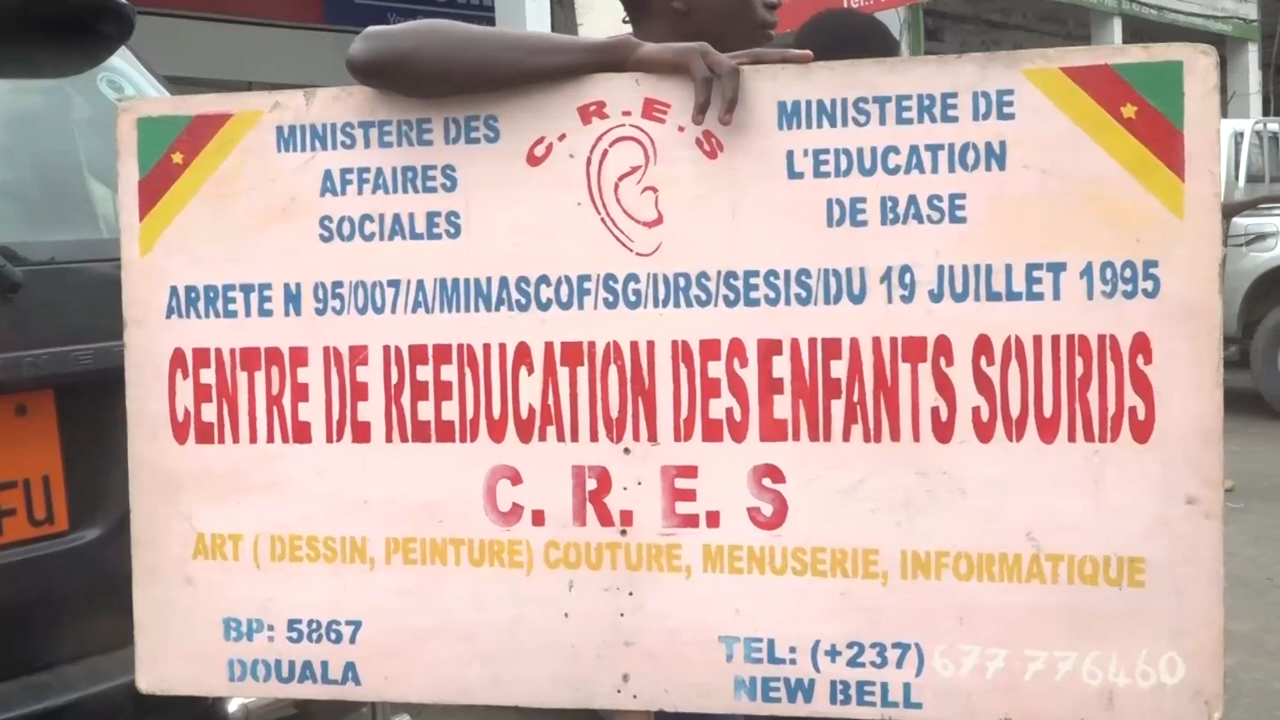 MINISTERE DES
AFFAIRES
SOCIALES
C.R.E.S
MINISTERE DE
L'EDUCATION
DE BASE
ARRETE N 95/007/A/MINASCOF/SG/DRS/SESIS/DU 19 JUILLET 1995
CENTRE DE REEDUCATION DES ENFANTS SOURDS
C. R. E. S
ART ( DESSIN, PEINTURE) COUTURE, MENUSERIE, INFORMATIQUE
BP: 5867
DOUALA
TEL: (+237) 677 776460
NEW BELL
FU